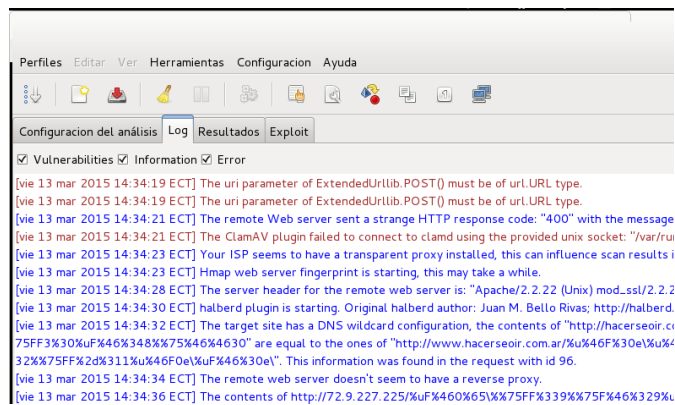 Perfiles Editar Ver Herramientas Configuracion Ayuda
Configuracion del análisis Log Resultados Exploit
Vulnerabilities Information Error
[vie 13 mar 2015 14:34:19 ECT] The uri parameter of ExtendedUrllib.POST() must be of url.URL type.
[vie 13 mar 2015 14:34:19 ECT] The uri parameter of ExtendedUrllib.POST() must be of url.URL type.
[vie 13 mar 2015 14:34:21 ECT] The remote Web server sent a strange HTTP response code: "400" with the message
[vie 13 mar 2015 14:34:21 ECT] The ClamAV plugin failed to connect to clamd using the provided unix socket: "/var/ru
[vie 13 mar 2015 14:34:23 ECT] Your ISP seems to have a transparent proxy installed, this can influence scan results i
[vie 13 mar 2015 14:34:23 ECT] Hmap web server fingerprint is starting, this may take a while.
[vie 13 mar 2015 14:34:28 ECT] The server header for the remote web server is: "Apache/2.2.22 (Unix) mod_ssl/2.2.2
[vie 13 mar 2015 14:34:30 ECT] halberd plugin is starting. Original halberd author: Juan M. Bello Rivas; http://halberd.
[vie 13 mar 2015 14:34:32 ECT] The target site has a DNS wildcard configuration, the contents of "http://hacerseoir.c
75FF3%30%uF%46%348%%75%46%4630" are equal to the ones of "http://www.hacerseoir.com.ar/%u%46F%30e\%u%4
32%%75FF%2d%311%u%46F0e\%uF%46%30e\". This information was found in the request with id 96.
[vie 13 mar 2015 14:34:34 ECT] The remote web server doesn't seem to have a reverse proxy.
[vie 13 mar 2015 14:34:36 ECT] The contents of http://72.9.227.225/%uF%460%65\%%75FF%339%%75F%46%329%u